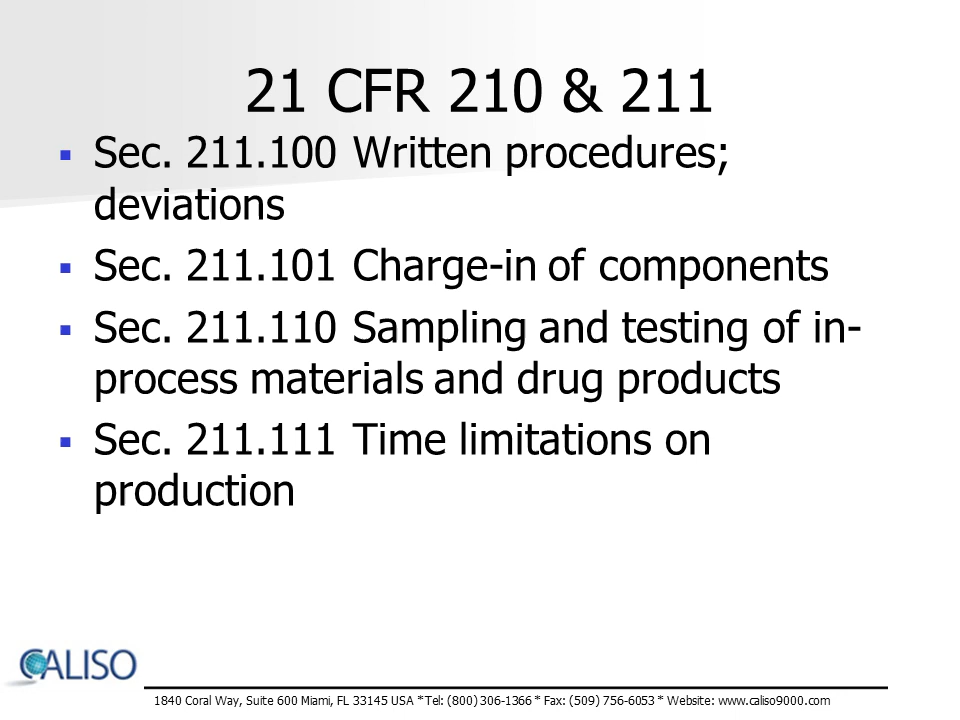 21 CFR 210 & 211
▪ Sec. 211.100 Written procedures;
deviations
▪ Sec. 211.101 Charge-in of components
▪ Sec. 211.110 Sampling and testing of in-
process materials and drug products
▪ Sec. 211.111 Time limitations on
production
CALISO
1840 Coral Way, Suite 600 Miami, FL 33145 USA *Tel: (800) 306-1366 * Fax: (509) 756-6053 * Website: www.caliso9000.com